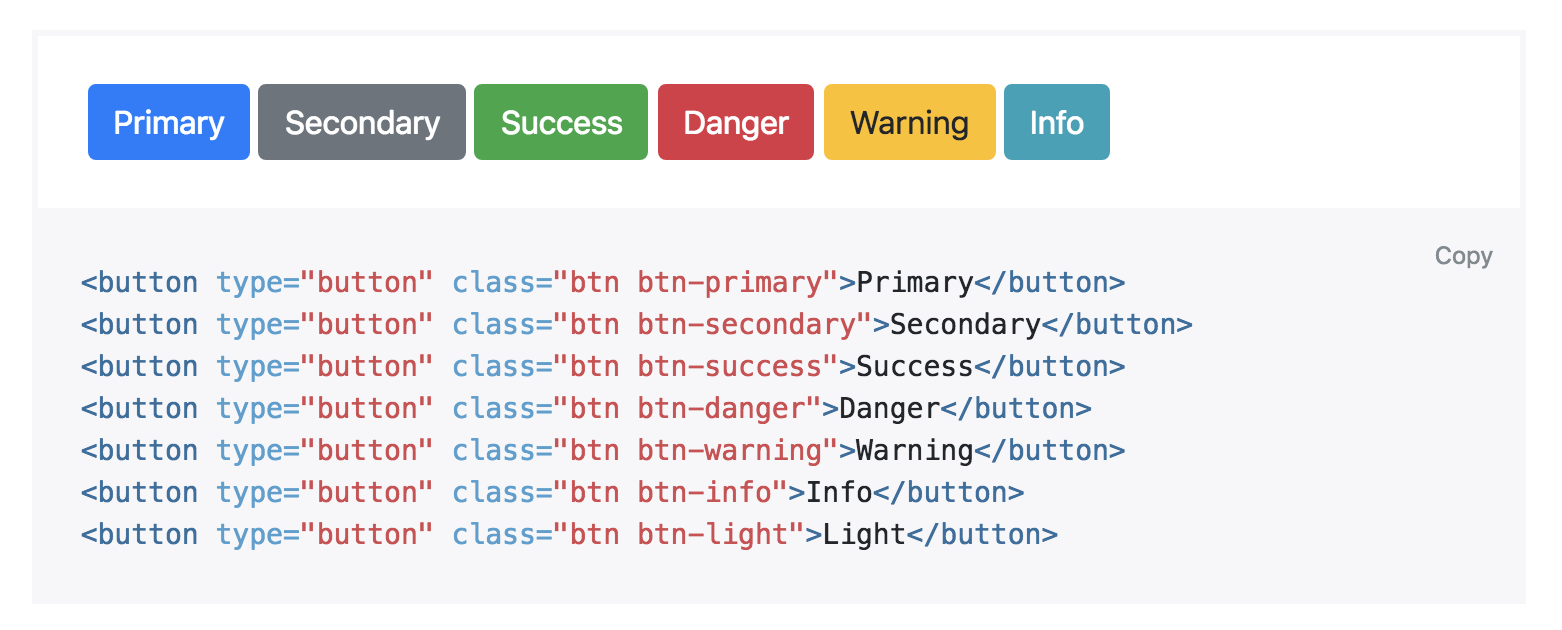 Primary Secondary Success Danger Warning Info
Copy
<button type="button" class="btn btn-primary">Primary</button>
<button type="button" class="btn btn-secondary">Secondary</button>
<button type="button" class="btn btn-success">Success</button>
<button type="button" class="btn btn-danger">Danger</button>
<button type="button" class="btn btn-warning">Warning</button>
<button type="button" class="btn btn-info">Info</button>
<button type="button" class="btn btn-light">Light</button>